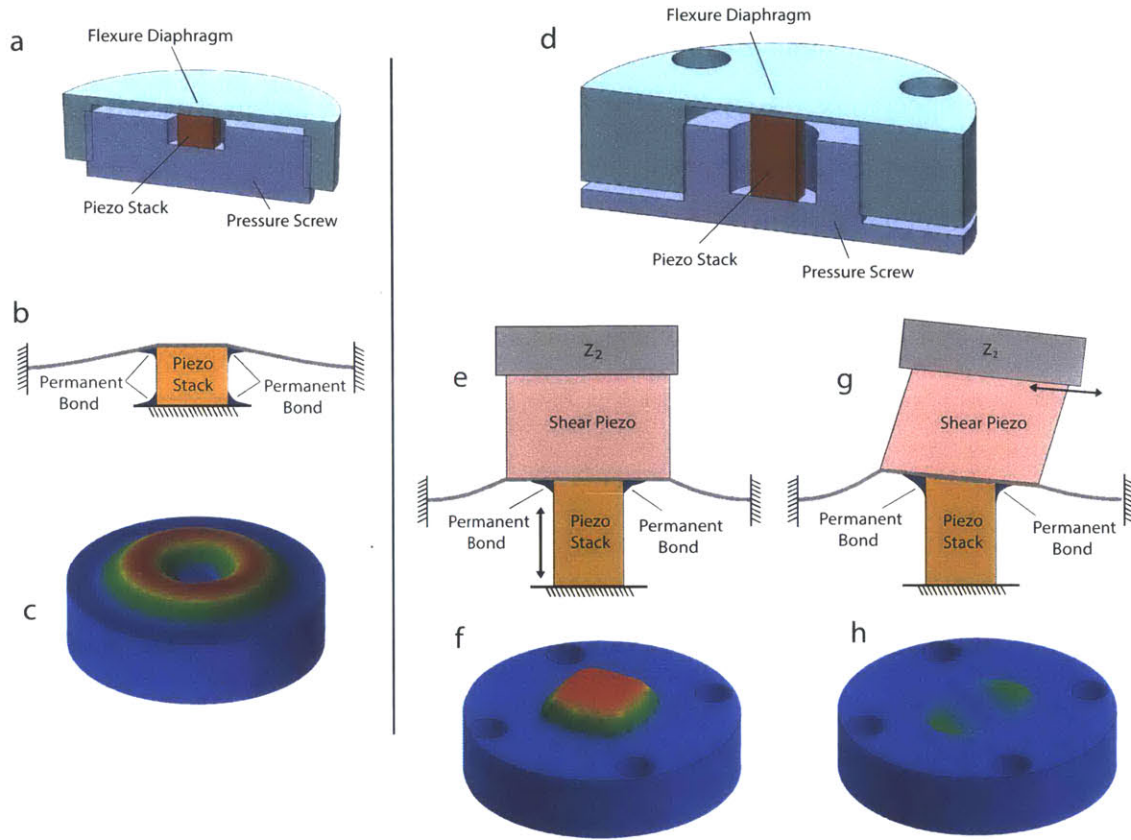 a
Flexure Diaphragm
Piezo Stack
Pressure Screw
b
Piezo
Stack
Permanent
Bond
Permanent
Bond
c
d
Flexure Diaphragm
Piezo Stack
Pressure Screw
e
Z₂
Shear Piezo
Permanent
Bond
Piezo
Stack
Permanent
Bond
f
g
Z₂
Shear Piezo
Permanent
Bond
Piezo
Stack
Permanent
Bond
h